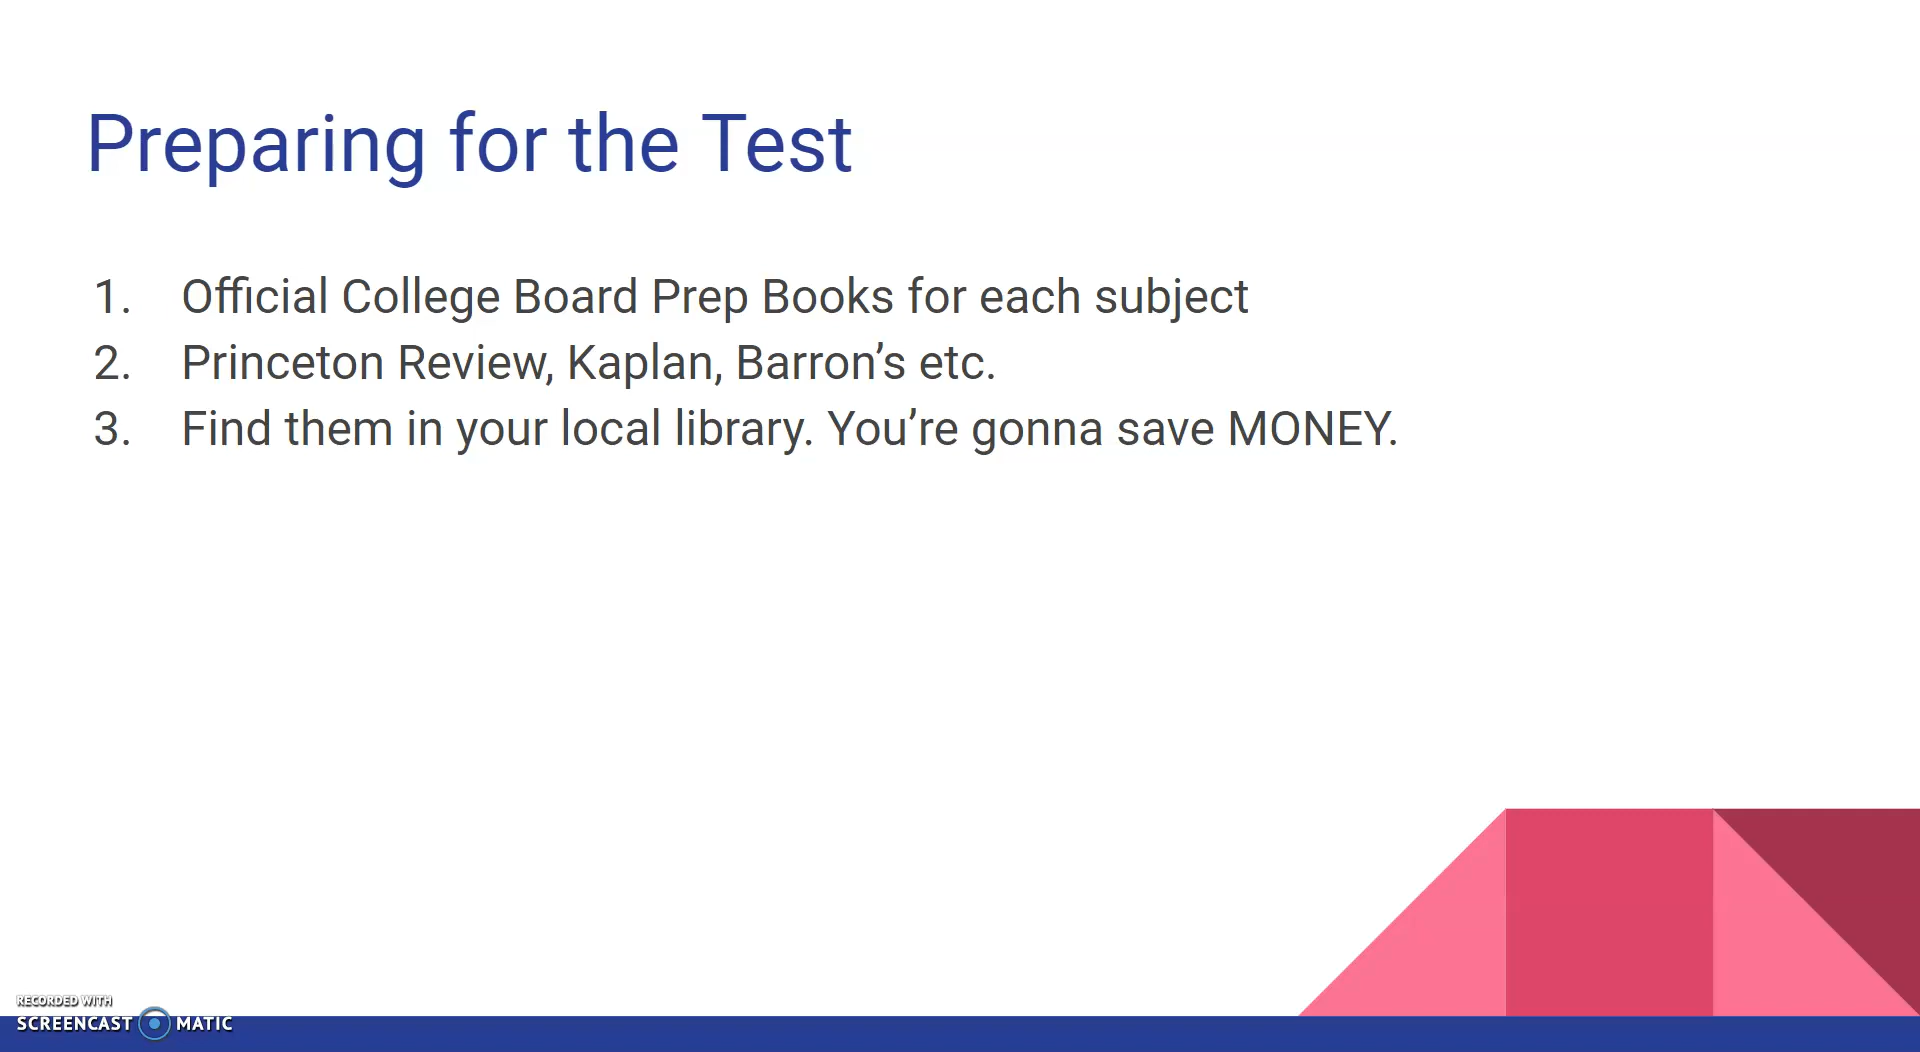 Preparing for the Test
1. Official College Board Prep Books for each subject
2. Princeton Review, Kaplan, Barron’s etc.
3. Find them in your local library. You’re gonna save MONEY.
RECORDED WITH
SCREENCAST MATIC